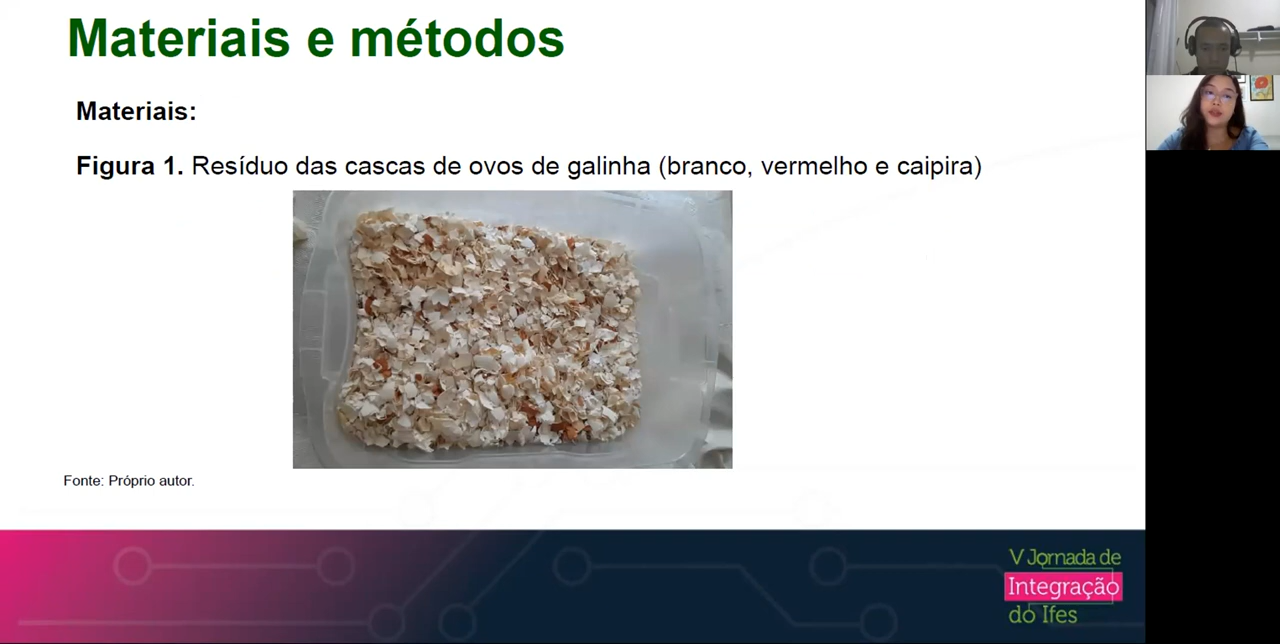 Materiais e métodos
Materiais:
Figura 1. Resíduo das cascas de ovos de galinha (branco, vermelho e caipira)
Fonte: Próprio autor.
V Jornada de
Integração
do Ifes